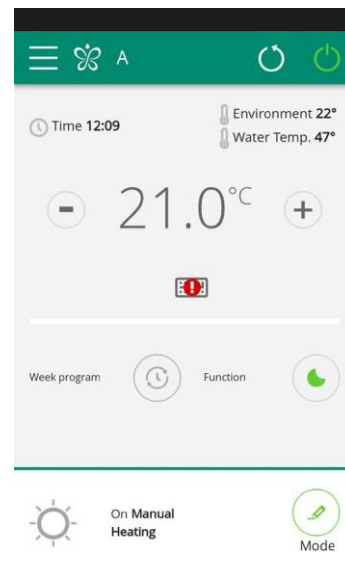 A
Time 12:09
Environment 22°
Water Temp. 47°
- 21.0°C +
Week program
Function
On Manual
Heating
Mode